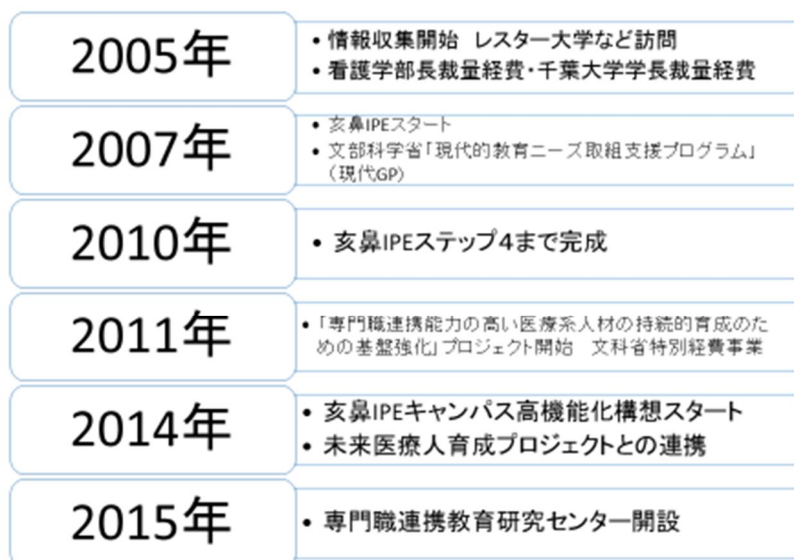 2005年
• 情報収集開始　レスター大学など訪問
• 看護学部長裁量経費・千葉大学学長裁量経費
2007年
• 亥鼻IPEスタート
• 文部科学省「現代的教育ニーズ取組支援プログラム」
（現代GP）
2010年
• 亥鼻IPEステップ4まで完成
2011年
• 「専門職連携能力の高い医療系人材の持続的育成のた
めの基盤強化」プロジェクト開始　文科省特別経費事業
2014年
• 亥鼻IPEキャンパス高機能化構想スタート
• 未来医療人育成プロジェクトとの連携
2015年
• 専門職連携教育研究センター開設